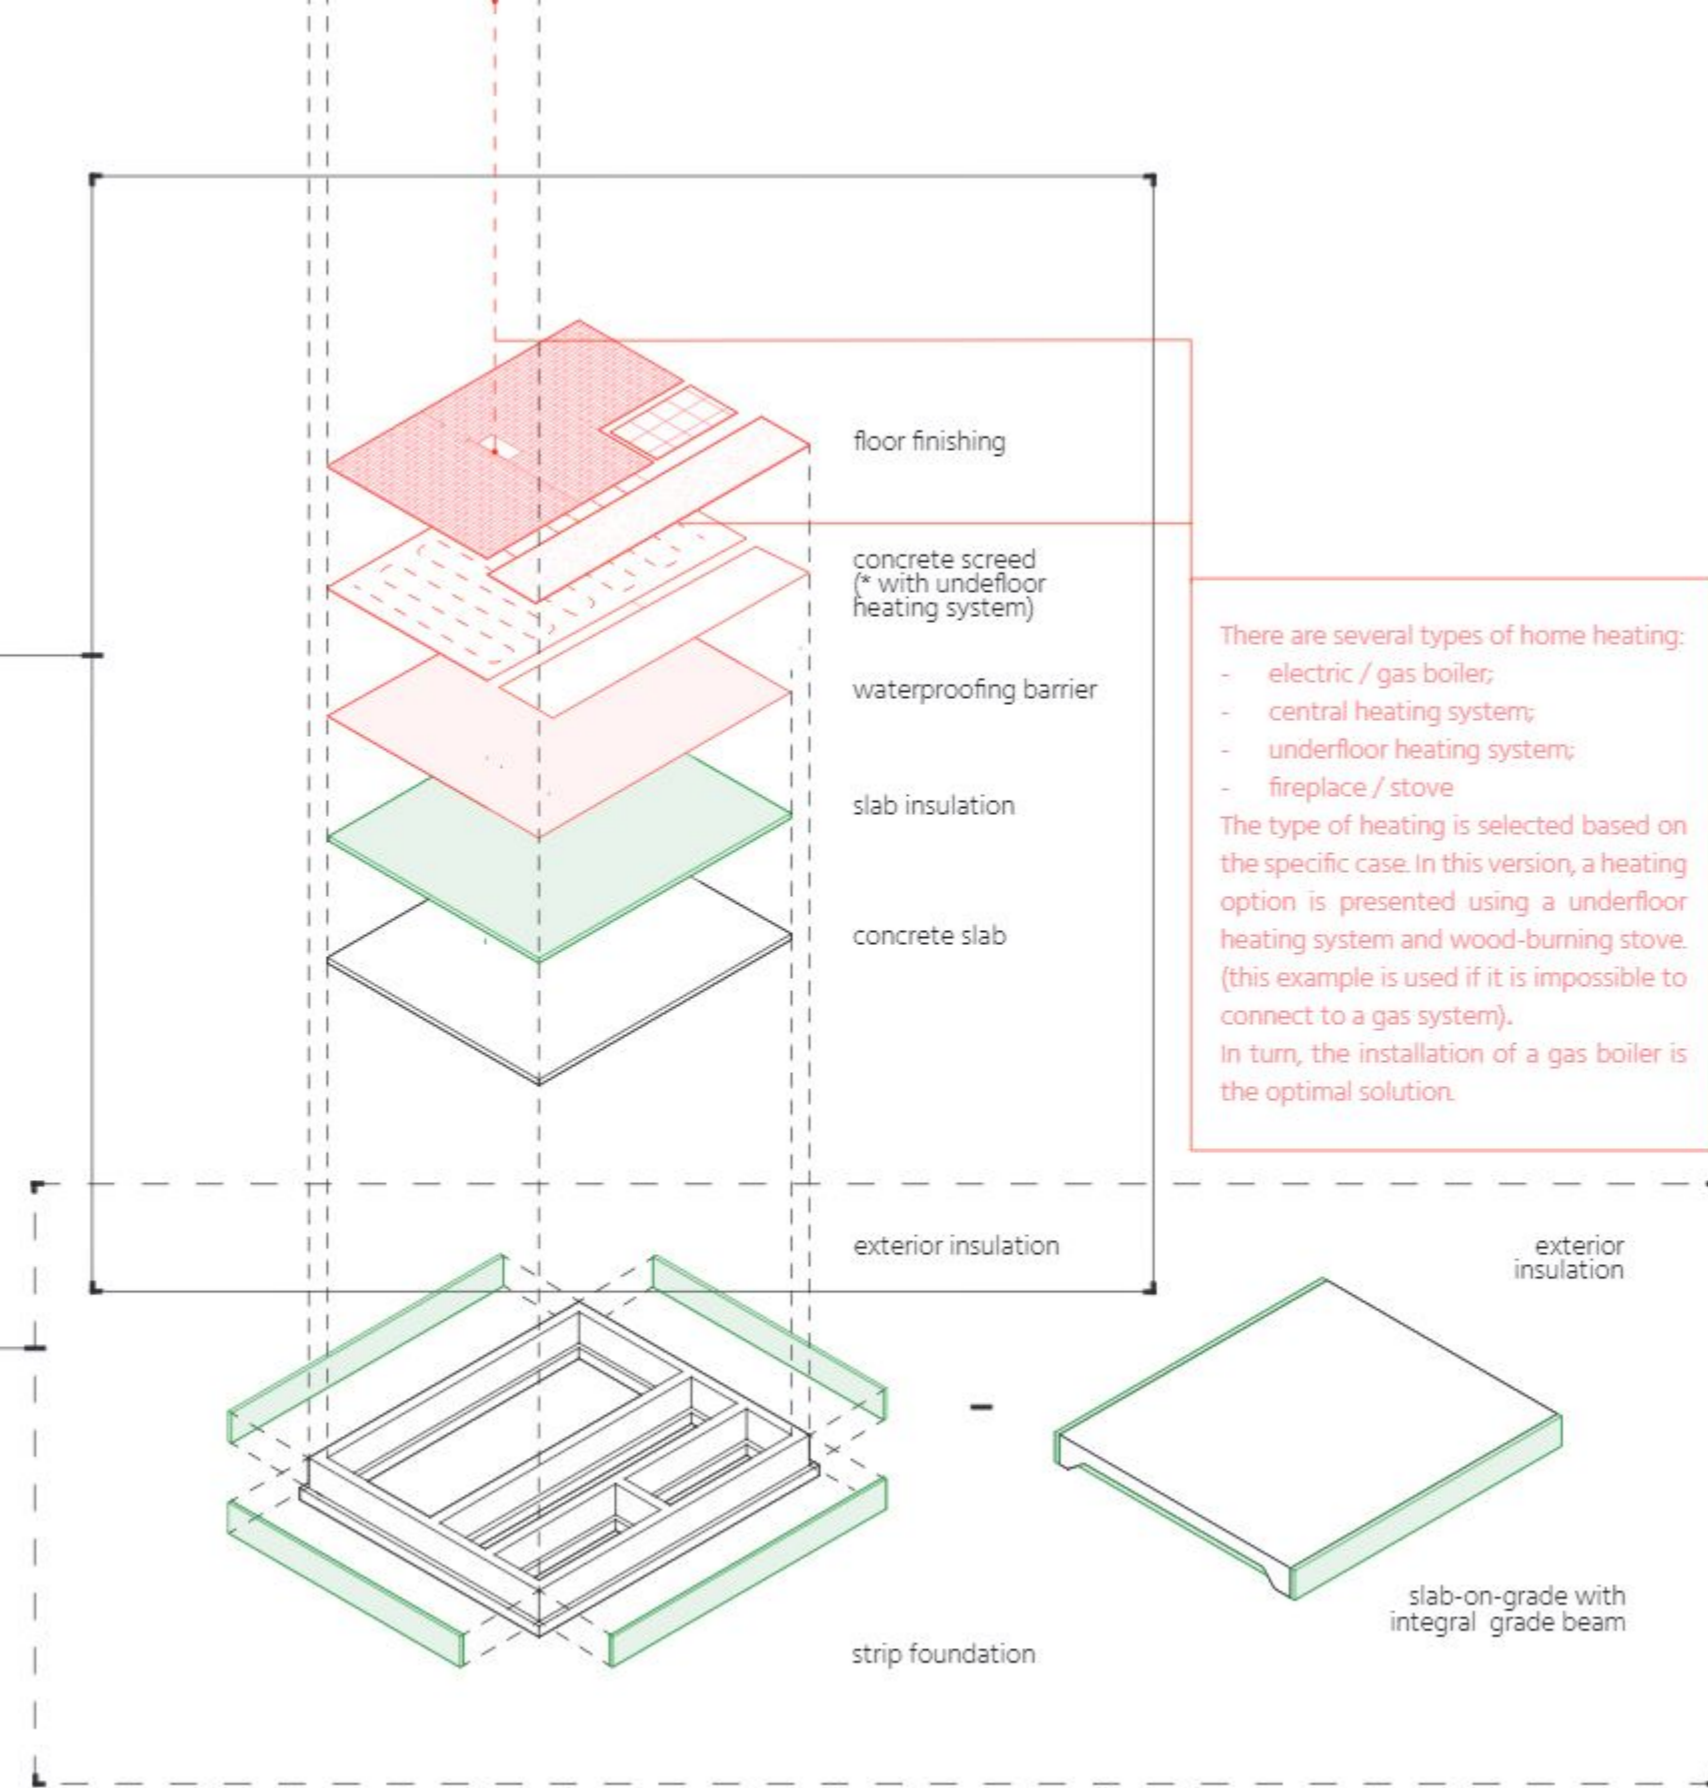 floor finishing
concrete screed
(* with undefloor
heating system)
waterproofing barrier
slab insulation
concrete slab
There are several types of home heating:
- electric / gas boiler;
- central heating system;
- underfloor heating system;
- fireplace / stove
The type of heating is selected based on
the specific case. In this version, a heating
option is presented using a underfloor
heating system and wood-burning stove.
(this example is used if it is impossible to
connect to a gas system).
In turn, the installation of a gas boiler is
the optimal solution.
exterior insulation
exterior
insulation
slab-on-grade with
integral grade beam
strip foundation